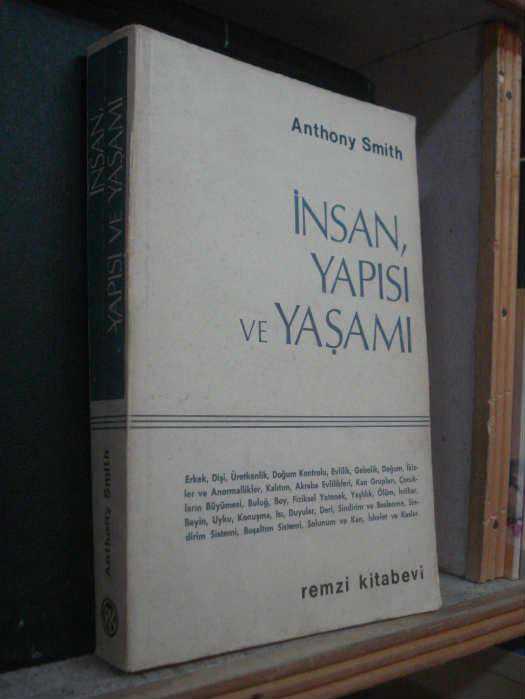 İNSAN,
YAPISI VE YAŞAMI
Anthony Smith
Anthony Smith
İNSAN,
YAPISI
VE YAŞAMI
Erkek, Dişi, Üretkenlik, Doğum Kontrolu, Evlilik, Gebelik, Doğum, İkiz-
ler ve Anormallikler, Kalıtım, Akraba Evlilikleri, Kan Grupları, Çocuk-
ların Büyümesi, Buluğ, Boy, Fiziksel Yetenek, Yaşlılık, Ölüm, İntihar,
Beyin, Uyku, Konuşma, Isı, Duyular, Deri, Sindirim ve Beslenme, Sin-
dirim Sistemi, Boşaltım Sistemi, Solunum ve Kan, İskelet ve Kaslar.
remzi kitabevi